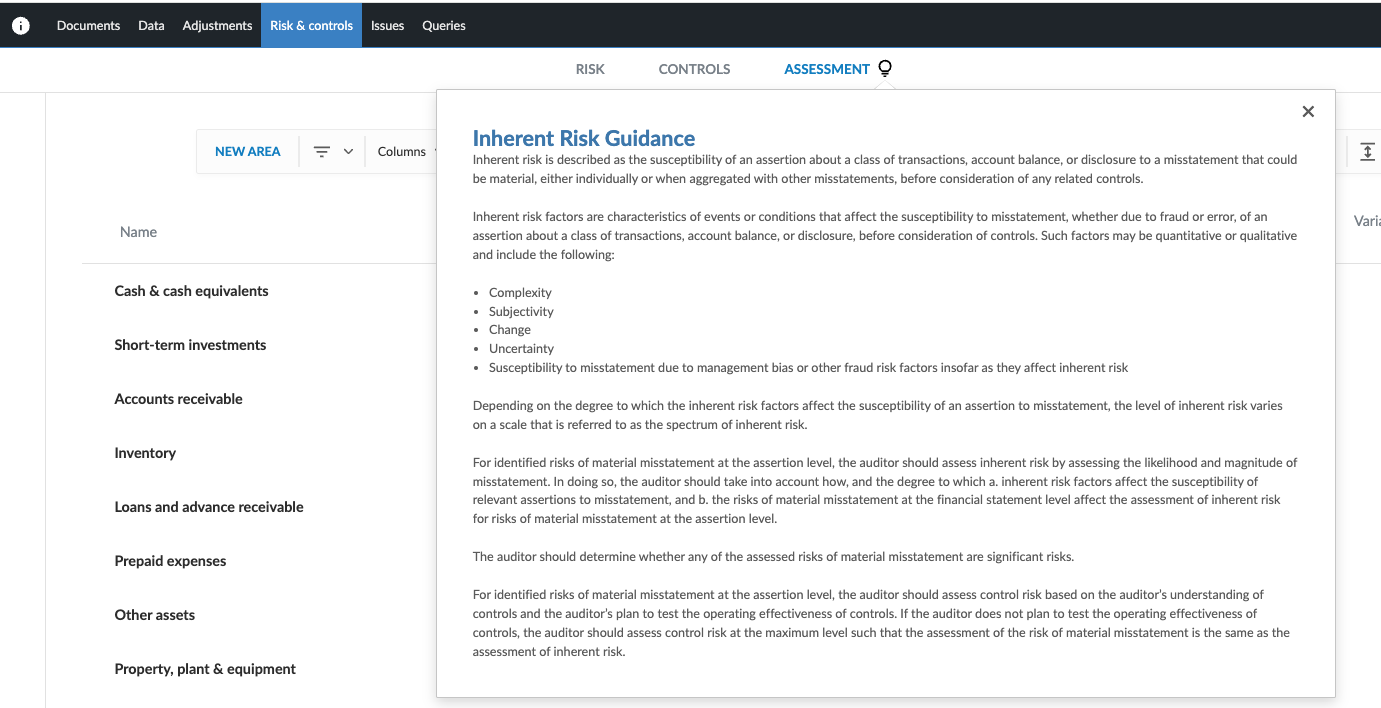 Documents Data Adjustments Risk & controls Issues Queries
RISK CONTROLS ASSESSMENT
NEW AREA Columns
Name
Cash & cash equivalents
Short-term investments
Accounts receivable
Inventory
Loans and advance receivable
Prepaid expenses
Other assets
Property, plant & equipment
Inherent Risk Guidance
Inherent risk is described as the susceptibility of an assertion about a class of transactions, account balance, or disclosure to a misstatement that could
be material, either individually or when aggregated with other misstatements, before consideration of any related controls.
Inherent risk factors are characteristics of events or conditions that affect the susceptibility to misstatement, whether due to fraud or error, of an
assertion about a class of transactions, account balance, or disclosure, before consideration of controls. Such factors may be quantitative or qualitative
and include the following:
• Complexity
• Subjectivity
• Change
• Uncertainty
• Susceptibility to misstatement due to management bias or other fraud risk factors insofar as they affect inherent risk
Depending on the degree to which the inherent risk factors affect the susceptibility of an assertion to misstatement, the level of inherent risk varies
on a scale that is referred to as the spectrum of inherent risk.
For identified risks of material misstatement at the assertion level, the auditor should assess inherent risk by assessing the likelihood and magnitude of
misstatement. In doing so, the auditor should take into account how, and the degree to which a. inherent risk factors affect the susceptibility of
relevant assertions to misstatement, and b. the risks of material misstatement at the financial statement level affect the assessment of inherent risk
for risks of material misstatement at the assertion level.
The auditor should determine whether any of the assessed risks of material misstatement are significant risks.
For identified risks of material misstatement at the assertion level, the auditor should assess control risk based on the auditor's understanding of
controls and the auditor's plan to test the operating effectiveness of controls. If the auditor does not plan to test the operating effectiveness of
controls, the auditor should assess control risk at the maximum level such that the assessment of the risk of material misstatement is the same as the
assessment of inherent risk.